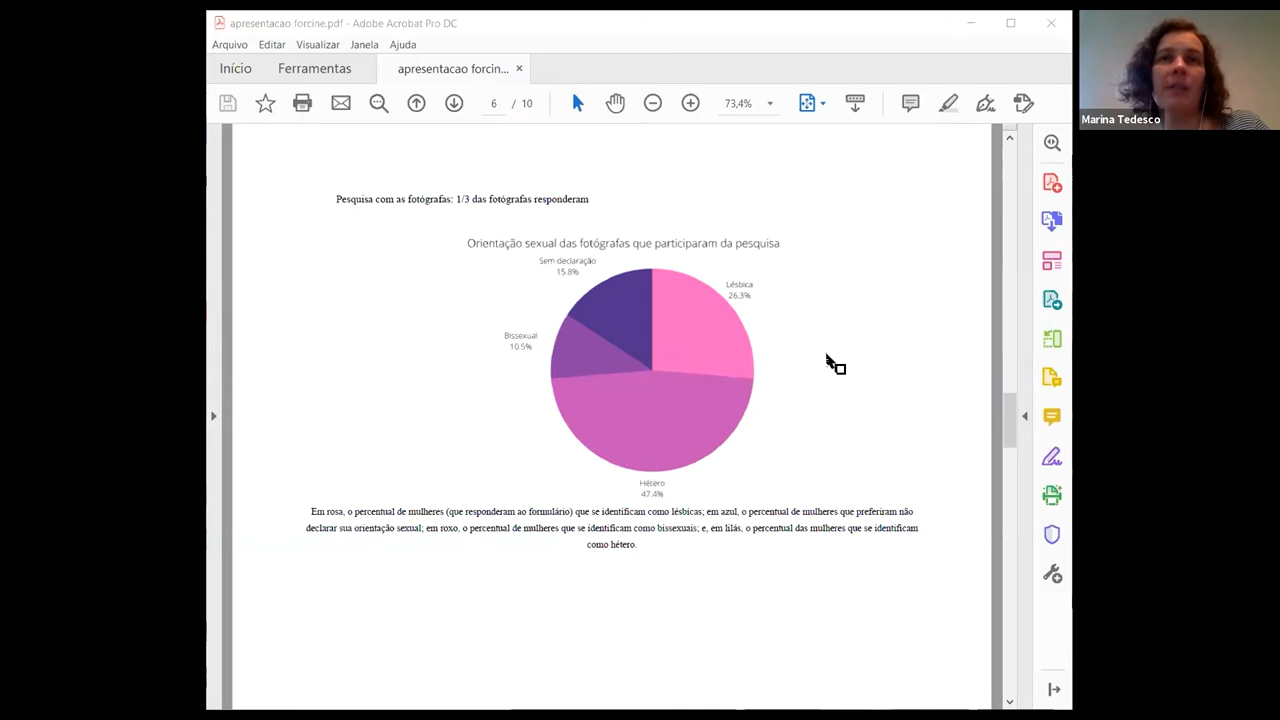 apresentacao forcine.pdf - Adobe Acrobat Pro DC
Arquivo Editar Visualizar Janela Ajuda
Início Ferramentas apresentacao forcin... ×
6 / 10 73,4%
Marina Tedesco
Pesquisa com as fotógrafas: 1/3 das fotógrafas responderam
Orientação sexual das fotógrafas que participaram da pesquisa
Sem declaração
15.8%
Lésbica
26.3%
Bissexual
10.5%
Hétero
47.4%
Em rosa, o percentual de mulheres (que responderam ao formulário) que se identificam como lésbicas; em azul, o percentual de mulheres que preferiram não
declarar sua orientação sexual; em roxo, o percentual de mulheres que se identificam como bissexuais; e, em lilás, o percentual das mulheres que se identificam
como hétero.